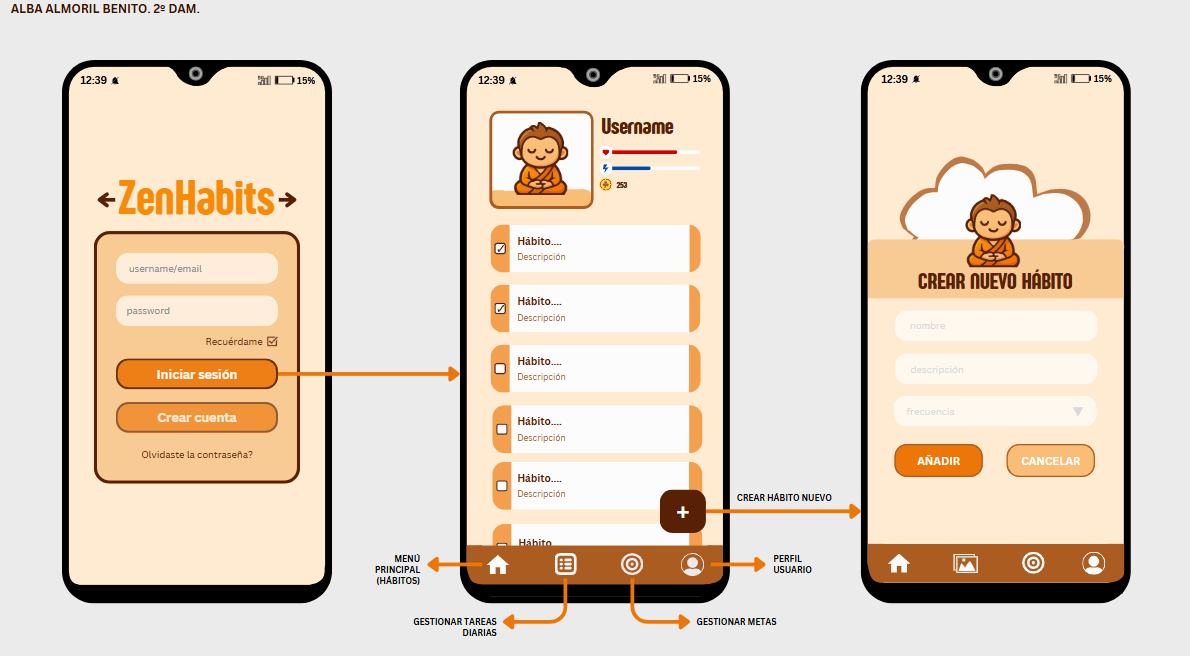 ALBA ALMORIL BENITO. 2º DAM.
12:39
15%
ZenHabits
username/email
password
Recuérdame
Iniciar sesión
Crear cuenta
Olvidaste la contraseña?
12:39
15%
Username
253
Hábito....
Descripción
Hábito....
Descripción
Hábito....
Descripción
Hábito....
Descripción
Hábito....
Descripción
+
Hábito
MENÚ
PRINCIPAL
(HÁBITOS)
GESTIONAR TAREAS
DIARIAS
GESTIONAR METAS
PERFIL
USUARIO
CREAR HÁBITO NUEVO
12:39
15%
CREAR NUEVO HÁBITO
nombre
descripción
frecuencia
AÑADIR
CANCELAR